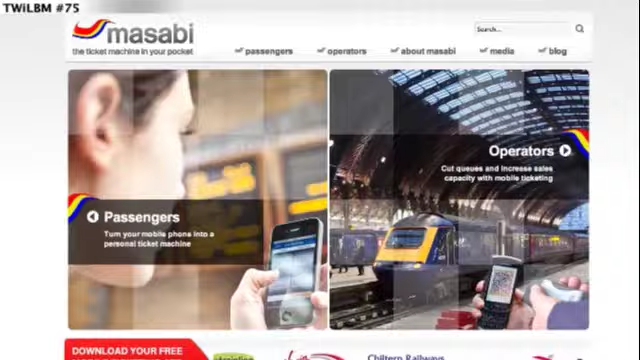 TWiLBM #75
masabi
the ticket machine in your pocket
Search...
passengers
operators
about masabi
media
blog
Operators
Cut queues and increase sales
capacity with mobile ticketing
Passengers
Turn your mobile phone into a
personal ticket machine
DOWNLOAD YOUR FREE
thetrainline
Chiltern Railways